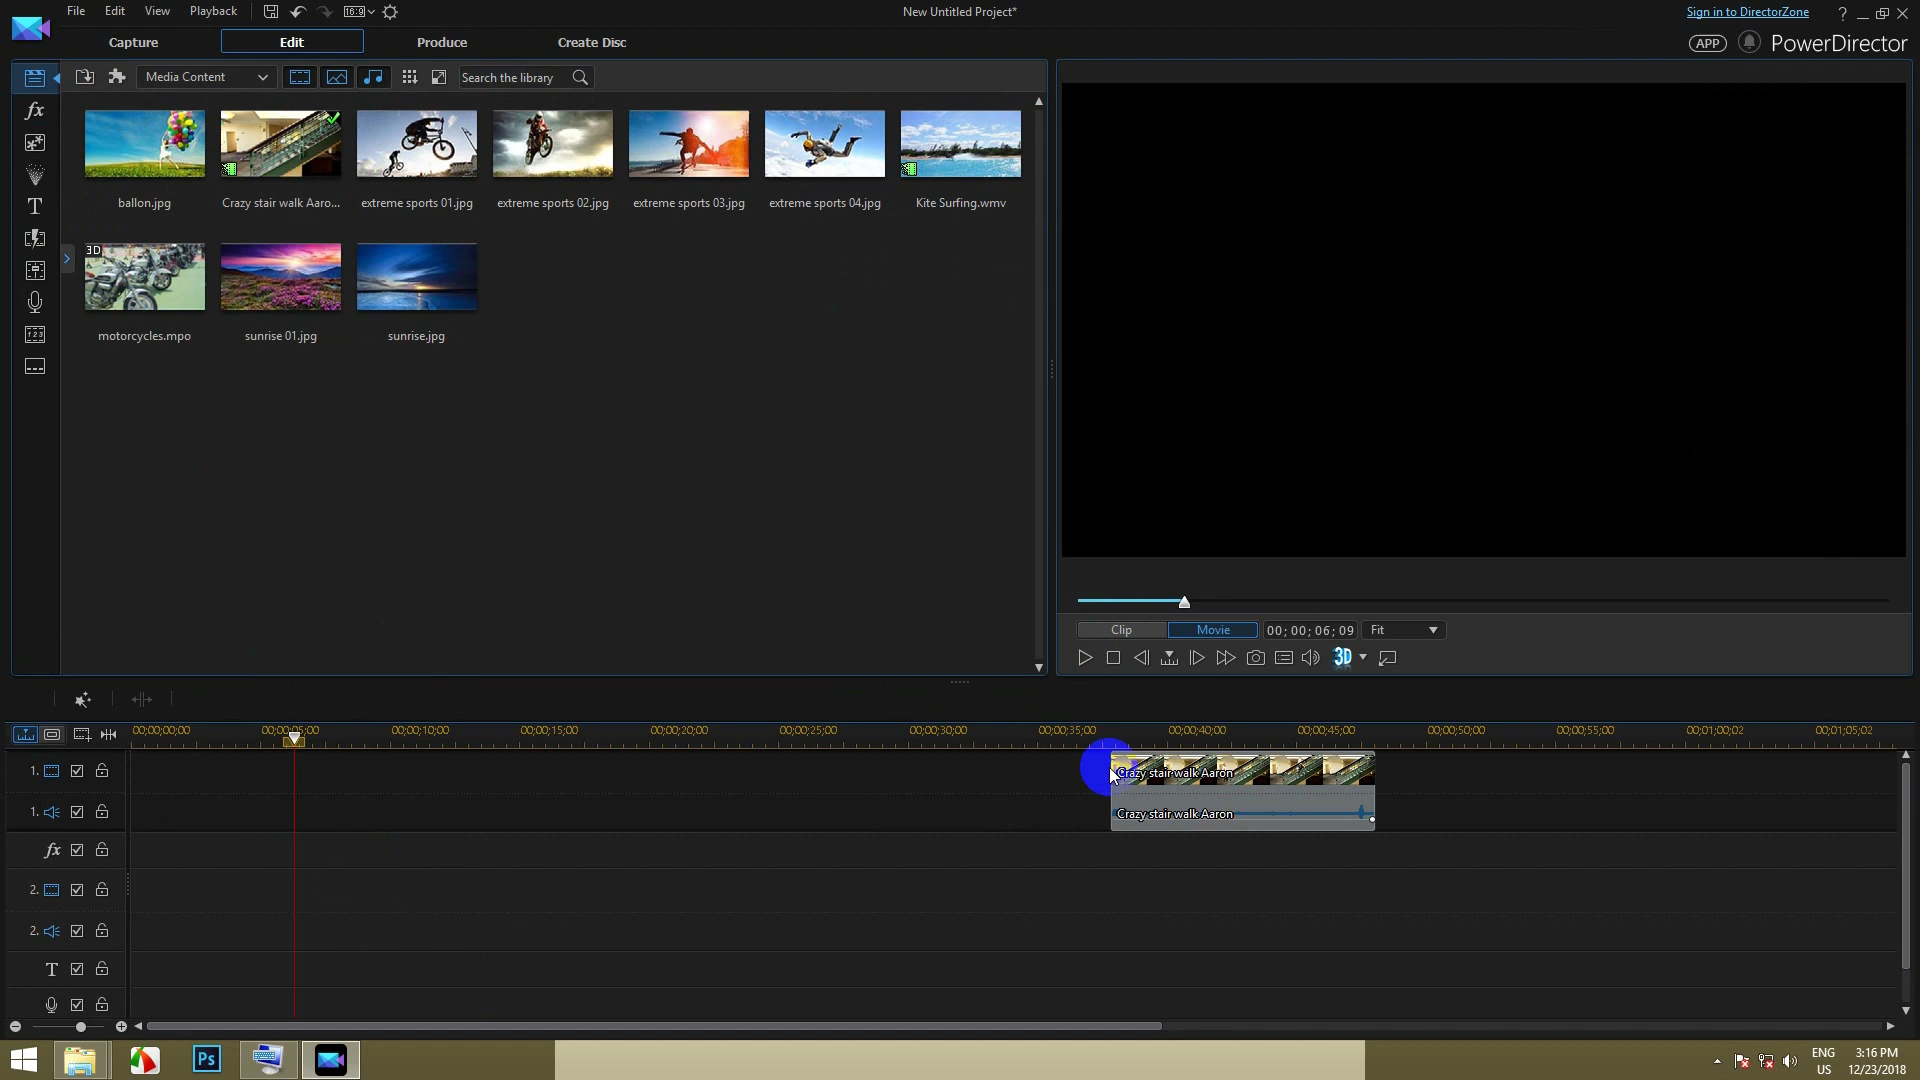 File Edit View Playback 16:9 New Untitled Project* Sign in to DirectorZone ?
Capture Edit Produce Create Disc APP PowerDirector
Media Content Search the library
ballon.jpg Crazy stair walk Aaro... extreme sports 01.jpg extreme sports 02.jpg extreme sports 03.jpg extreme sports 04.jpg Kite Surfing.wmv
3D
motorcycles.mpo sunrise 01.jpg sunrise.jpg
fx
T
Clip Movie 00; 00; 06; 09 Fit
3D
00;00;00;00 00;00;05;00 00;00;10;00 00;00;15;00 00;00;20;00 00;00;25;00 00;00;30;00 00;00;35;00 00;00;40;00 00;00;45;00 00;00;50;00 00;00;55;00 00;01;00;02 00;01;05;02
1. Crazy stair walk Aaron
1. Crazy stair walk Aaron
fx
2.
2.
T
Ps
ENG 3:16 PM
US 12/23/2018